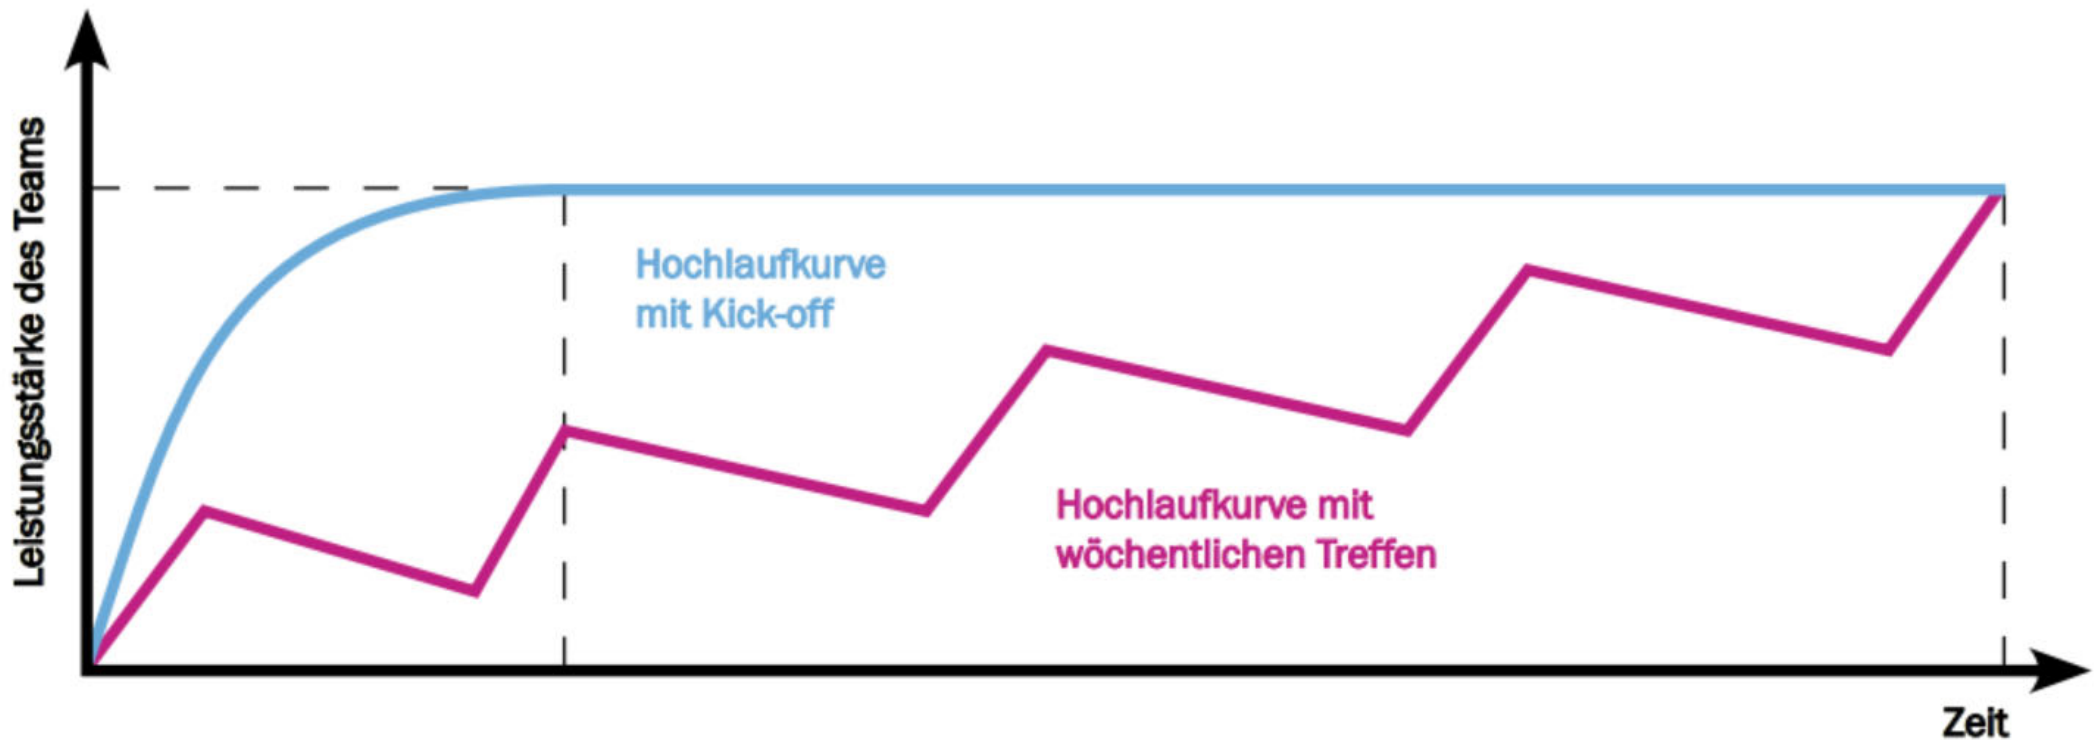 Leistungsstärke des Teams
Hochlaufkurve
mit Kick-off
Hochlaufkurve mit
wöchentlichen Treffen
Zeit